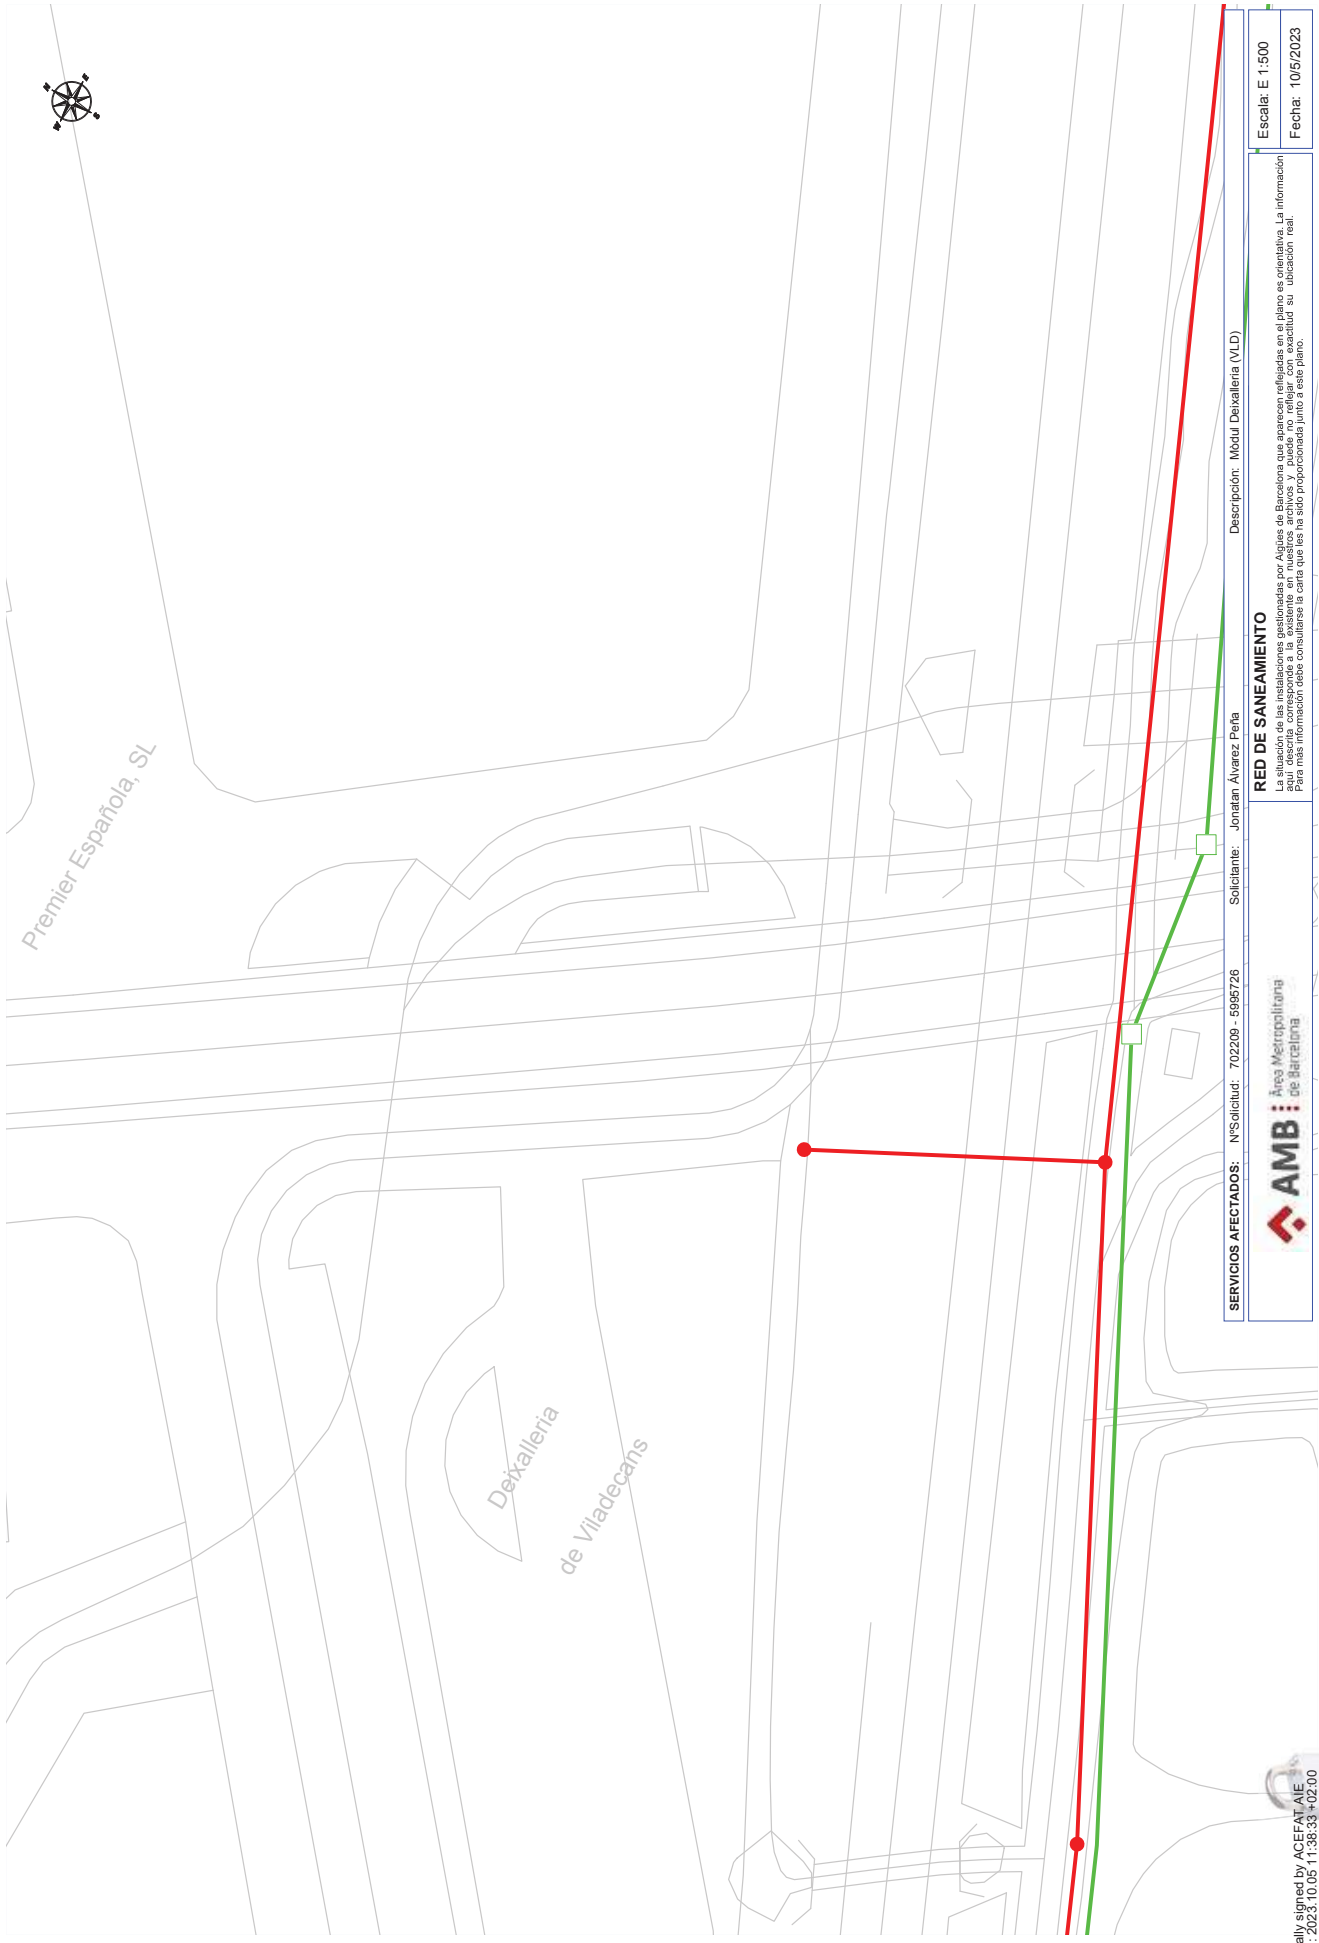 Premier Española, SL
Deixalleria
de Viladecans
SERVICIOS AFECTADOS: NºSolicitud: 702209 - 5995726 Solicitante: Jonatan Álvarez Peña Descripción: Mòdul Deixalleria (VLD)
AMB Àrea Metropolitana
de Barcelona
RED DE SANEAMIENTO
La situación de las instalaciones gestionadas por Aigües de Barcelona que aparecen reflejadas en el plano es orientativa. La información
aquí descrita corresponde a la existente en nuestros archivos y puede no reflejar con exactitud su ubicación real.
Para más información debe consultarse la carta que les ha sido proporcionada junto a este plano.
Escala: E 1:500
Fecha: 10/5/2023
ally signed by ACEFAT, AIE
: 2023.10.05 11:38:33 +02:00